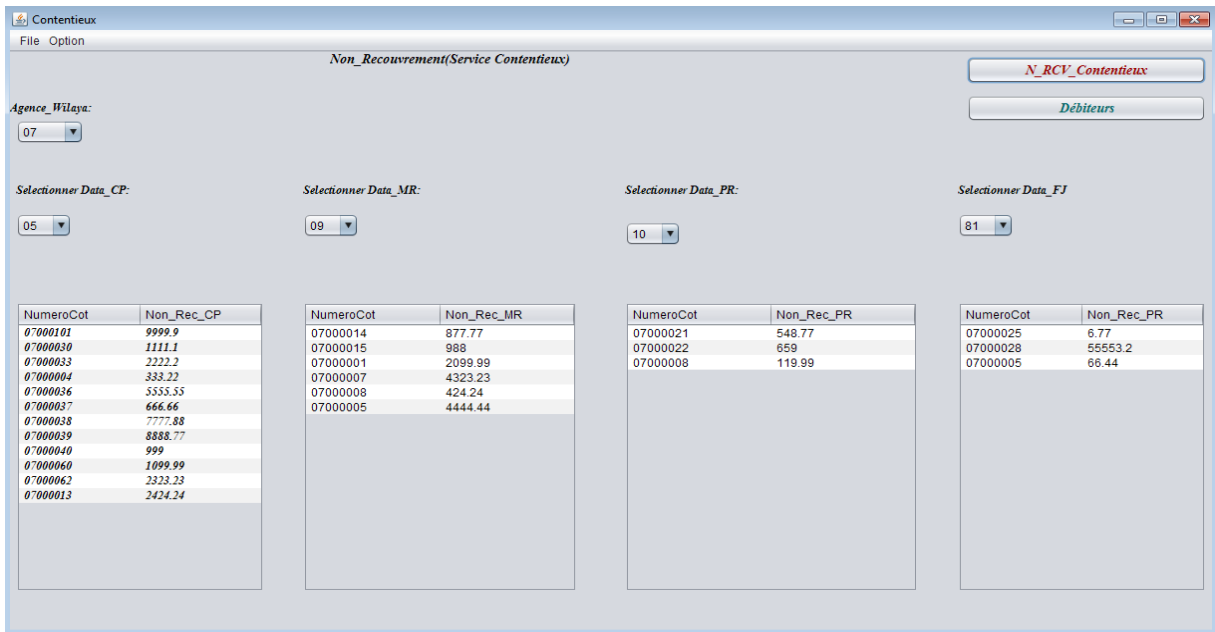 Contentieux
File Option
Non_Recouvrement(Service Contentieux)
N_RCV_Contentieux
Agence_Wilaya:
Débiteurs
07
Selectionner Data_CP:
Selectionner Data_MR:
Selectionner Data_PR:
Selectionner Data_FJ
05
09
10
81
NumeroCot Non_Rec_CP
07000101 9999.9
07000030 1111.1
07000033 2222.2
07000004 333.22
07000036 5555.55
07000037 666.66
07000038 7777.88
07000039 8888.77
07000040 999
07000060 1099.99
07000062 2323.23
07000013 2424.24
NumeroCot Non_Rec_MR
07000014 877.77
07000015 988
07000001 2099.99
07000007 4323.23
07000008 424.24
07000005 4444.44
NumeroCot Non_Rec_PR
07000021 548.77
07000022 659
07000008 119.99
NumeroCot Non_Rec_PR
07000025 6.77
07000028 55553.2
07000005 66.44